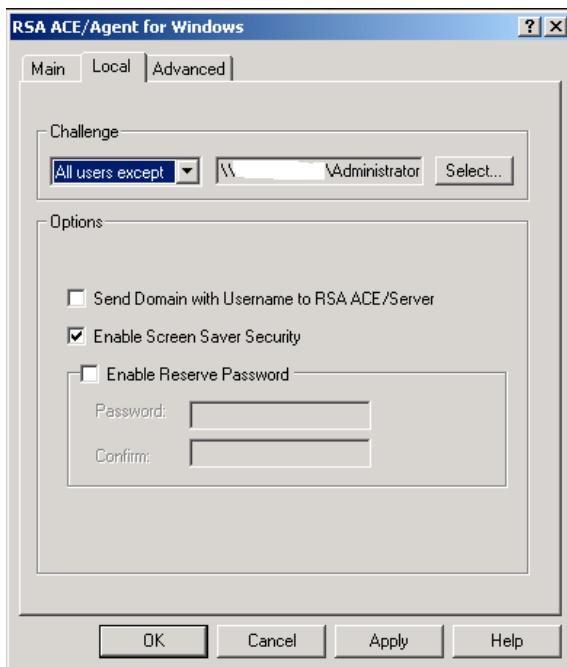 RSA ACE/Agent for Windows
Main Local Advanced
Challenge
All users except \\ \Administrator Select...
Options
Send Domain with Username to RSA ACE/Server
Enable Screen Saver Security
Enable Reserve Password
Password:
Confirm:
OK Cancel Apply Help